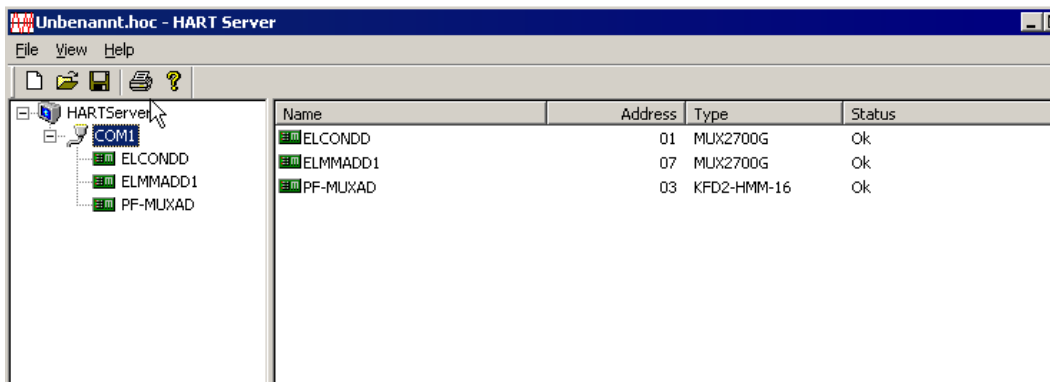 Unbenannt.hoc - HART Server
File View Help
HARTServer
COM1
ELCONDD
ELMMADD1
PF-MUXAD
Name Address Type Status
ELCONDD 01 MUX2700G Ok
ELMMADD1 07 MUX2700G Ok
PF-MUXAD 03 KFD2-HMM-16 Ok